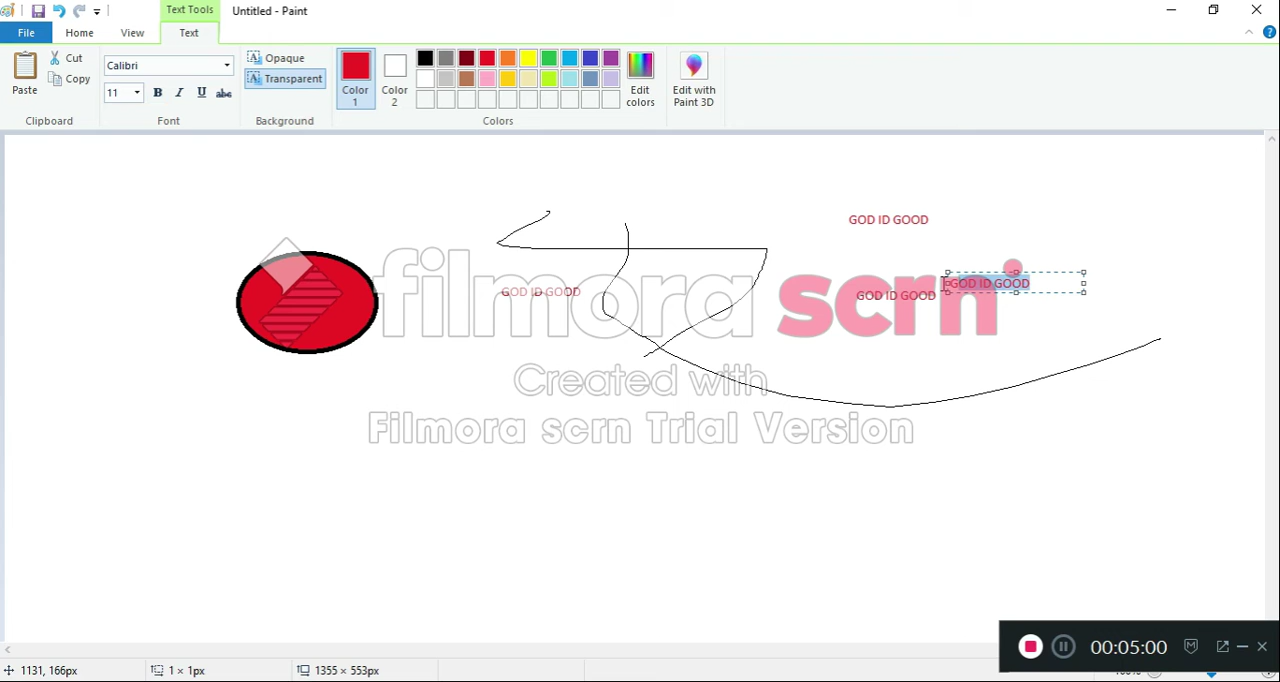 Text Tools
Untitled - Paint
File
Home
View
Text
Paste
Cut
Copy
Clipboard
Calibri
11
B I U abc
Font
Opaque
Transparent
Background
Color 1
Color 2
Edit colors
Colors
Edit with Paint 3D
GOD ID GOOD
GOD ID GOOD
GOD ID GOOD
GOD ID GOOD
filmora scrn
Created with
Filmora scrn Trial Version
00:05:00
1131, 166px
1 × 1px
1355 × 553px